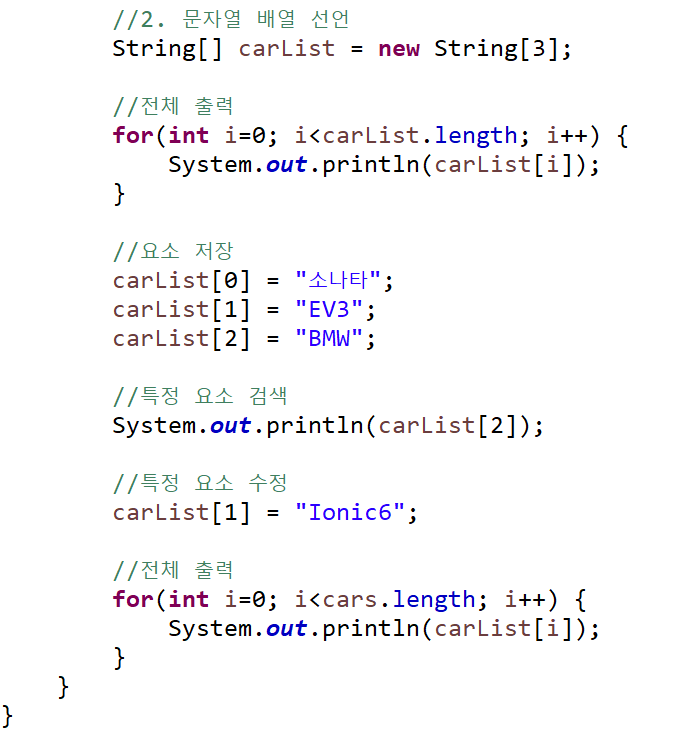 //2. 문자열 배열 선언
String[] carList = new String[3];
//전체 출력
for(int i=0; i<carList.length; i++) {
System.out.println(carList[i]);
}
//요소 저장
carList[0] = "소나타";
carList[1] = "EV3";
carList[2] = "BMW";
//특정 요소 검색
System.out.println(carList[2]);
//특정 요소 수정
carList[1] = "Ionic6";
//전체 출력
for(int i=0; i<cars.length; i++) {
System.out.println(carList[i]);
}
}
}